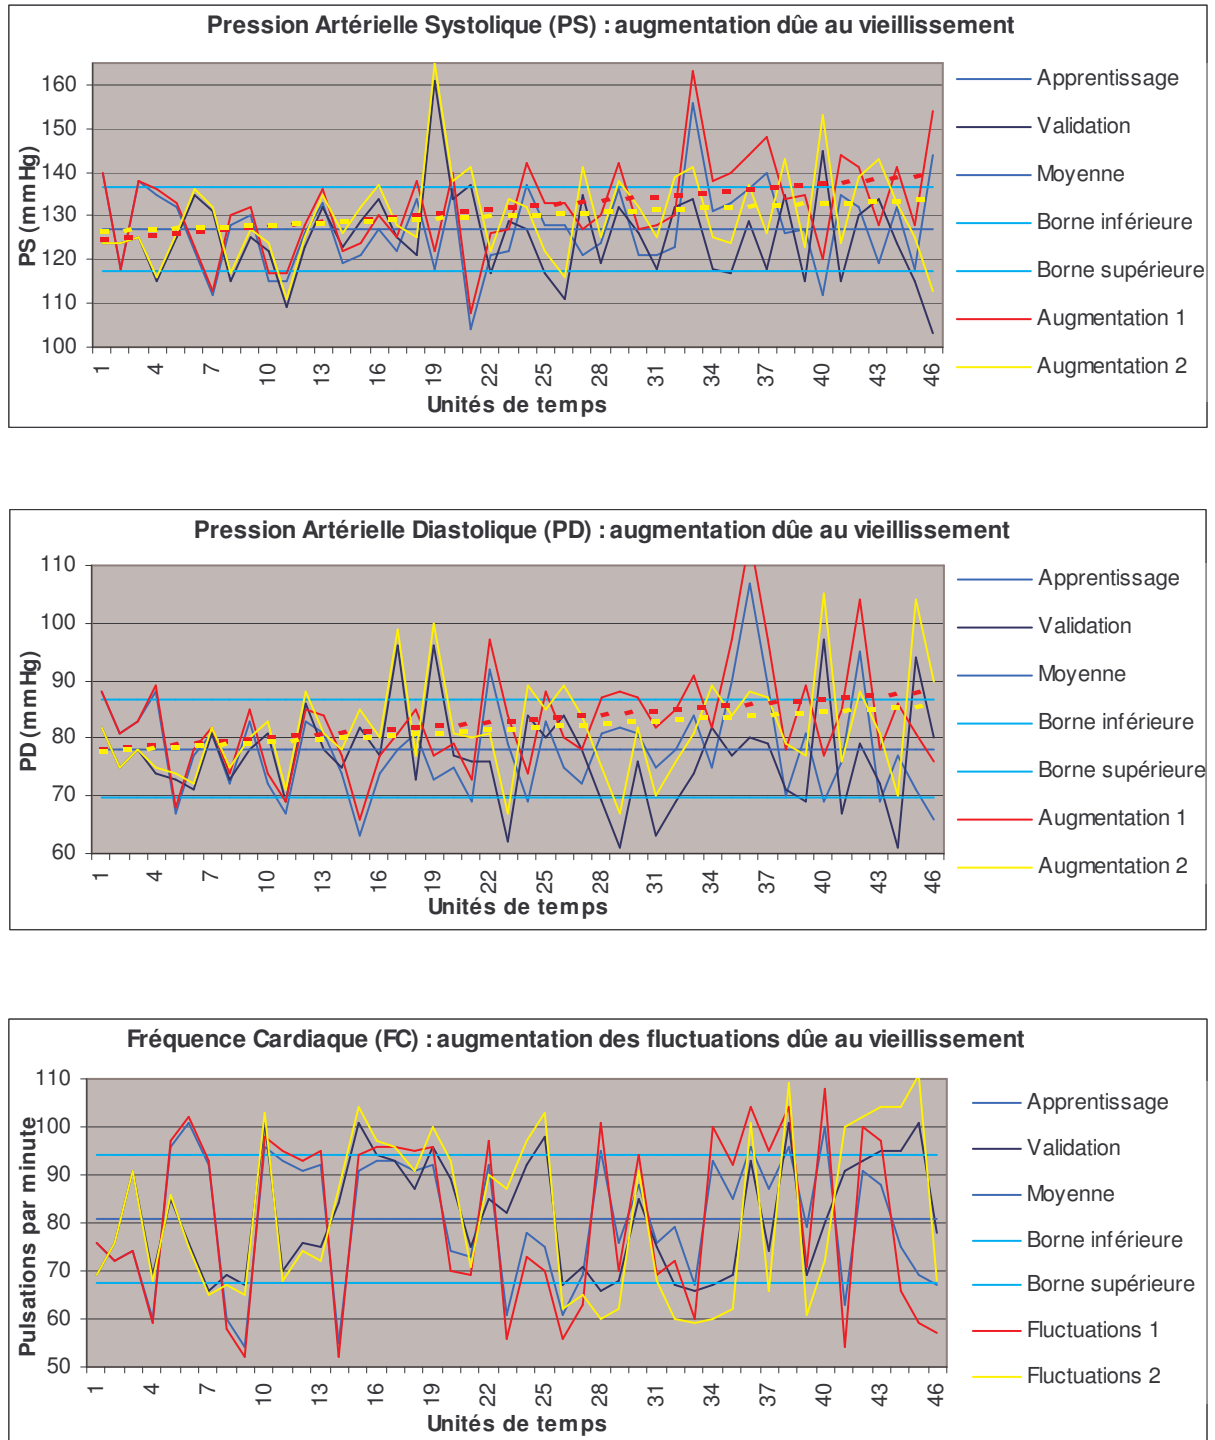 Pression Artérielle Systolique (PS) : augmentation dûe au vieillissement
PS (mmHg)
160
150
140
130
120
110
100
1 4 7 10 13 16 19 22 25 28 31 34 37 40 43 46
Unités de temps
Apprentissage
Validation
Moyenne
Borne inférieure
Borne supérieure
Augmentation 1
Augmentation 2
Pression Artérielle Diastolique (PD) : augmentation dûe au vieillissement
PD (mmHg)
110
100
90
80
70
60
1 4 7 10 13 16 19 22 25 28 31 34 37 40 43 46
Unités de temps
Apprentissage
Validation
Moyenne
Borne inférieure
Borne supérieure
Augmentation 1
Augmentation 2
Fréquence Cardiaque (FC) : augmentation des fluctuations dûe au vieillissement
Pulsations par minute
110
100
90
80
70
60
50
1 4 7 10 13 16 19 22 25 28 31 34 37 40 43 46
Unités de temps
Apprentissage
Validation
Moyenne
Borne inférieure
Borne supérieure
Fluctuations 1
Fluctuations 2